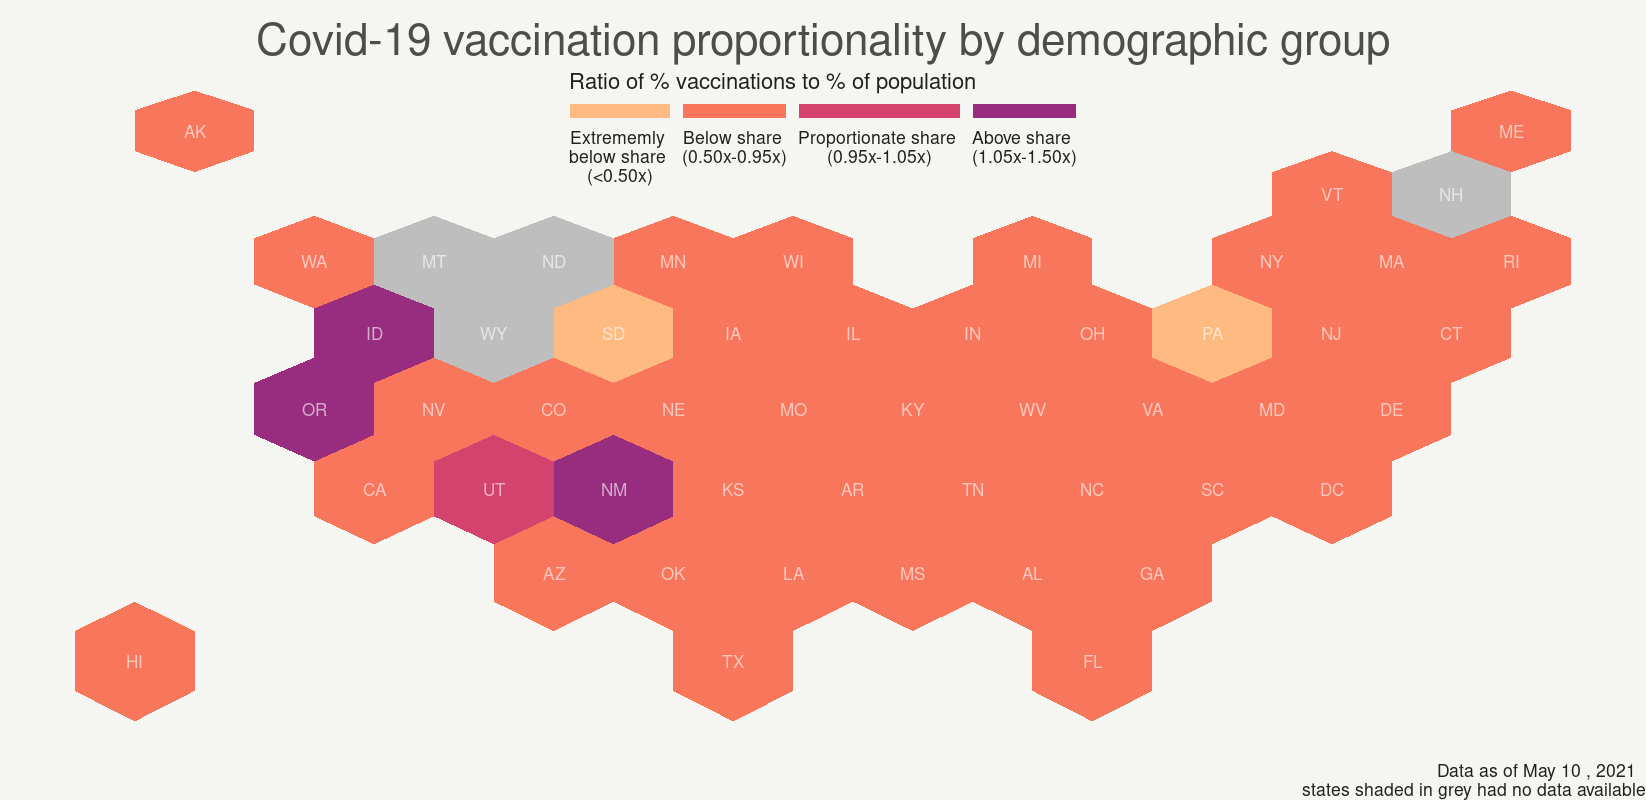 Covid-19 vaccination proportionality by demographic group
Ratio of % vaccinations to % of population
Extrememly below share (<0.50x)
Below share (0.50x-0.95x)
Proportionate share (0.95x-1.05x)
Above share (1.05x-1.50x)
AK
ME
VT NH
WA MT ND MN WI MI NY MA RI
ID WY SD IA IL IN OH PA NJ CT
OR NV CO NE MO KY WV VA MD DE
CA UT NM KS AR TN NC SC DC
AZ OK LA MS AL GA
HI TX FL
Data as of May 10 , 2021
states shaded in grey had no data available